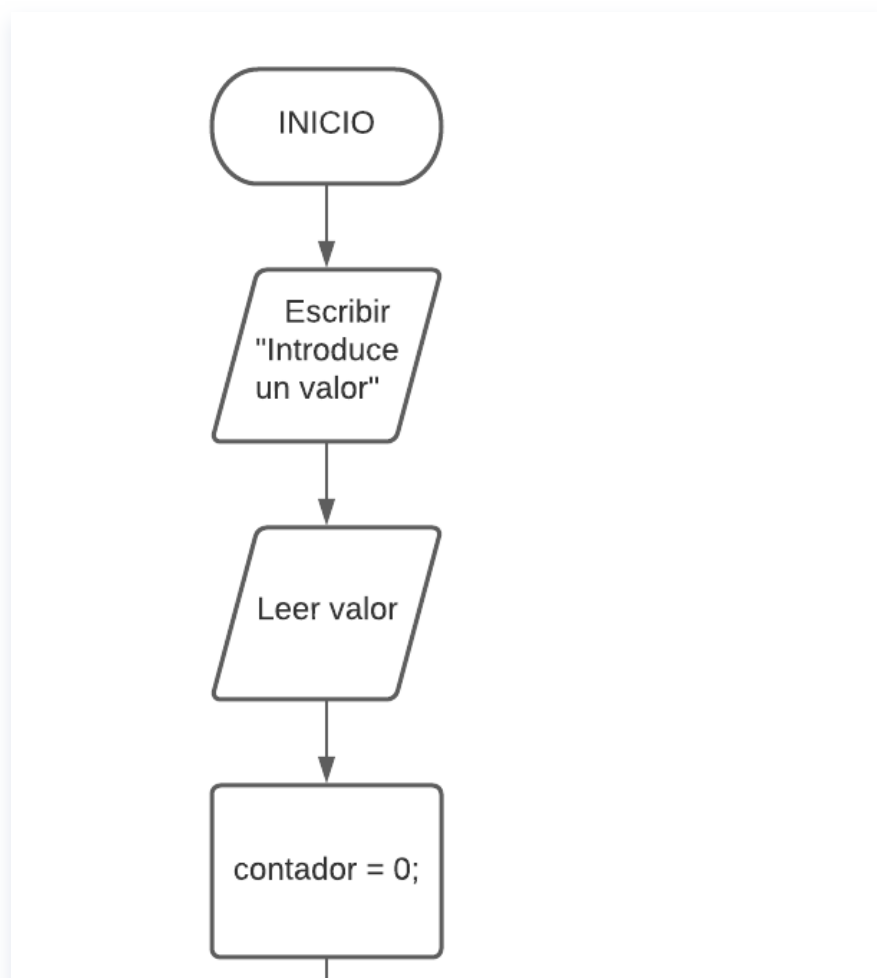 INICIO
Escribir
"Introduce
un valor"
Leer valor
contador = 0;